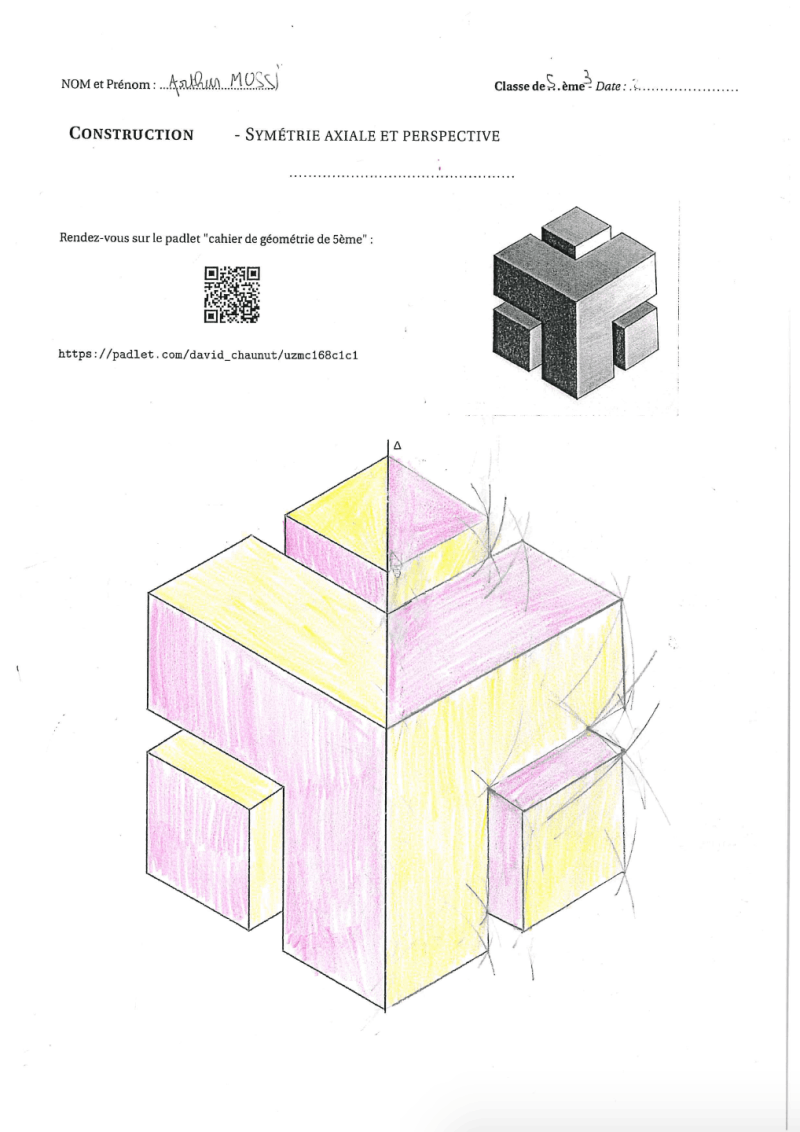 NOM et Prénom : Arthur MOSSI
Classe de 5.ème 3 - Date :
CONSTRUCTION - SYMÉTRIE AXIALE ET PERSPECTIVE
Rendez-vous sur le padlet "cahier de géométrie de 5ème" :
https://padlet.com/david_chaunut/uzmc168c1c1
Δ